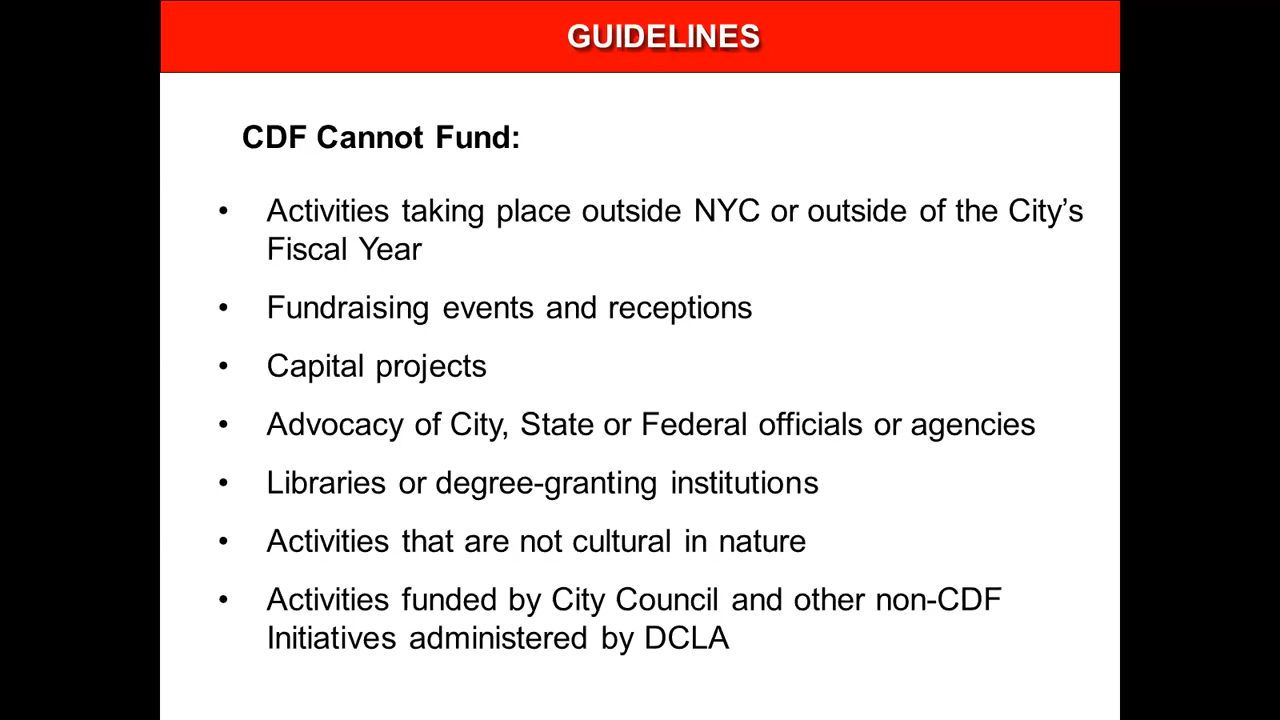 GUIDELINES
CDF Cannot Fund:
• Activities taking place outside NYC or outside of the City’s
Fiscal Year
• Fundraising events and receptions
• Capital projects
• Advocacy of City, State or Federal officials or agencies
• Libraries or degree-granting institutions
• Activities that are not cultural in nature
• Activities funded by City Council and other non-CDF
Initiatives administered by DCLA